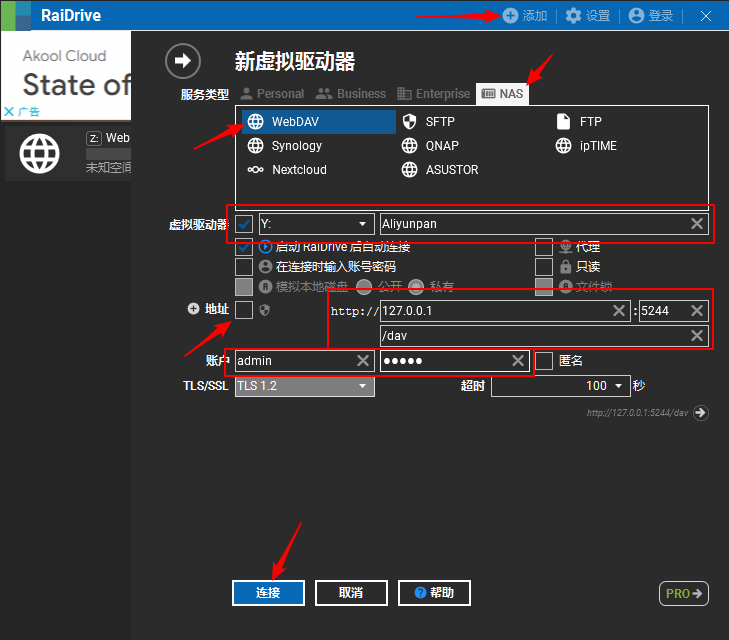 RaiDrive
添加 设置 登录
Akool Cloud
State of
广告
Z: Web
未知空间
新虚拟驱动器
服务类型 Personal Business Enterprise NAS
WebDAV SFTP FTP
Synology QNAP ipTIME
Nextcloud ASUSTOR
虚拟驱动器 Y: Aliyunpan
启动 RaiDrive 后自动连接 代理
在连接时输入账号密码 只读
模拟本地磁盘 公开 私有 文件锁
地址 http:// 127.0.0.1 : 5244
/dav
账户 admin ●●●●● 匿名
TLS/SSL TLS 1.2 超时 100 秒
http://127.0.0.1:5244/dav
连接 取消 帮助 PRO